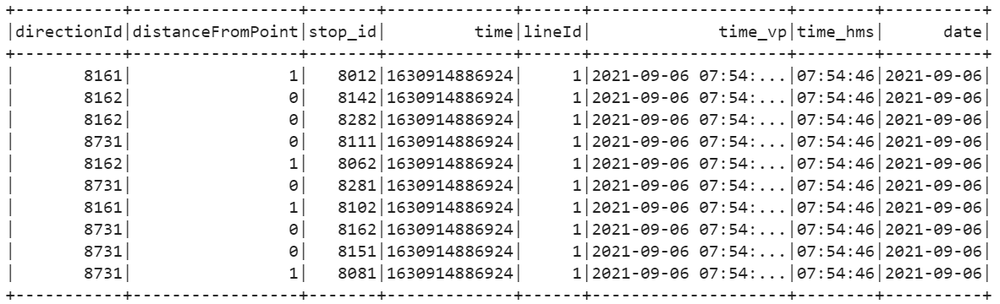 +-----------+-----------------+-------+-------------+------+--------------------+--------+----------+
|directionId|distanceFromPoint|stop_id|         time|lineId|             time_vp|time_hms|      date|
+-----------+-----------------+-------+-------------+------+--------------------+--------+----------+
|       8161|                1|   8012|1630914886924|     1|2021-09-06 07:54:...|07:54:46|2021-09-06|
|       8162|                0|   8142|1630914886924|     1|2021-09-06 07:54:...|07:54:46|2021-09-06|
|       8162|                0|   8282|1630914886924|     1|2021-09-06 07:54:...|07:54:46|2021-09-06|
|       8731|                0|   8111|1630914886924|     1|2021-09-06 07:54:...|07:54:46|2021-09-06|
|       8162|                1|   8062|1630914886924|     1|2021-09-06 07:54:...|07:54:46|2021-09-06|
|       8731|                0|   8281|1630914886924|     1|2021-09-06 07:54:...|07:54:46|2021-09-06|
|       8161|                1|   8102|1630914886924|     1|2021-09-06 07:54:...|07:54:46|2021-09-06|
|       8731|                0|   8162|1630914886924|     1|2021-09-06 07:54:...|07:54:46|2021-09-06|
|       8731|                0|   8151|1630914886924|     1|2021-09-06 07:54:...|07:54:46|2021-09-06|
|       8731|                1|   8081|1630914886924|     1|2021-09-06 07:54:...|07:54:46|2021-09-06|
+-----------+-----------------+-------+-------------+------+--------------------+--------+----------+